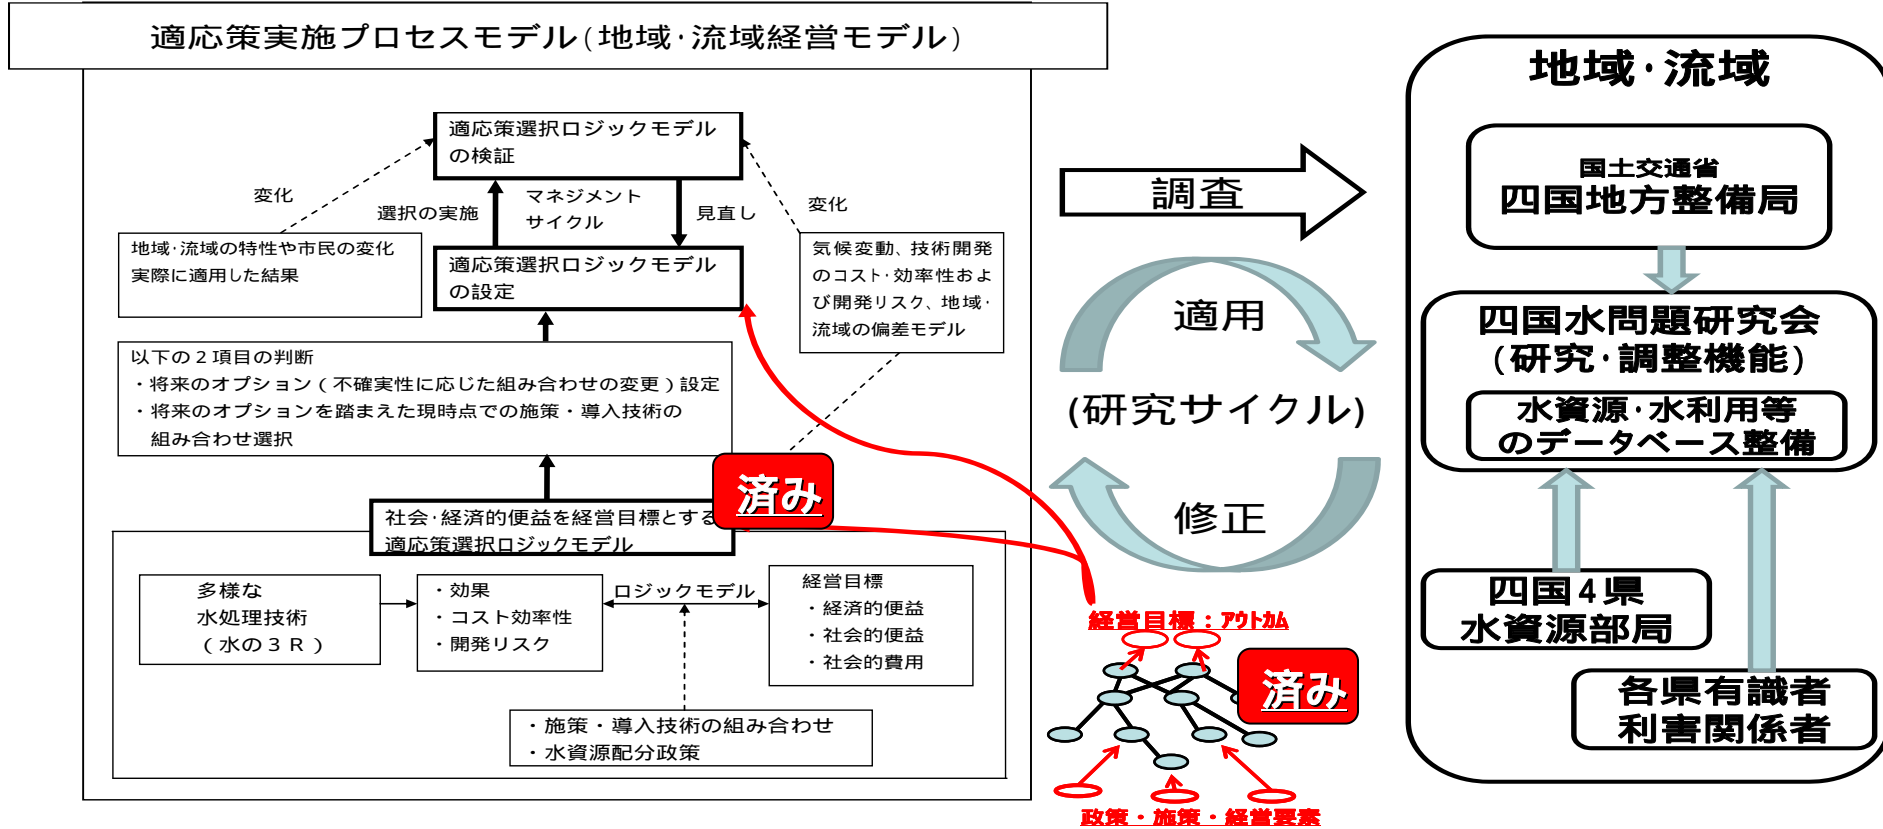 適応策実施プロセスモデル(地域･流域経営モデル)
適応策選択ロジックモデル
の検証
変化
選択の実施
マネジメント
サイクル
見直し
変化
地域･流域の特性や市民の変化
実際に適用した結果
適応策選択ロジックモデル
の設定
気候変動、技術開発
のコスト･効率性およ
び開発リスク、地域･
流域の偏差モデル
以下の２項目の判断
・将来のオプション（不確実性に応じた組み合わせの変更）設定
・将来のオプションを踏まえた現時点での施策・導入技術の
組み合わせ選択
済み
社会･経済的便益を経営目標とする
適応策選択ロジックモデル
多様な
水処理技術
（水の３Ｒ）
・効果
・コスト効率性
・開発リスク
ロジックモデル
経営目標
・経済的便益
・社会的便益
・社会的費用
・施策・導入技術の組み合わせ
・水資源配分政策
調査
適用
(研究サイクル)
修正
経営目標：ｱｳﾄｶﾑ
済み
政策・施策・経営要素
地域･流域
国土交通省
四国地方整備局
四国水問題研究会
(研究･調整機能)
水資源･水利用等
のデータベース整備
四国４県
水資源部局
各県有識者
利害関係者